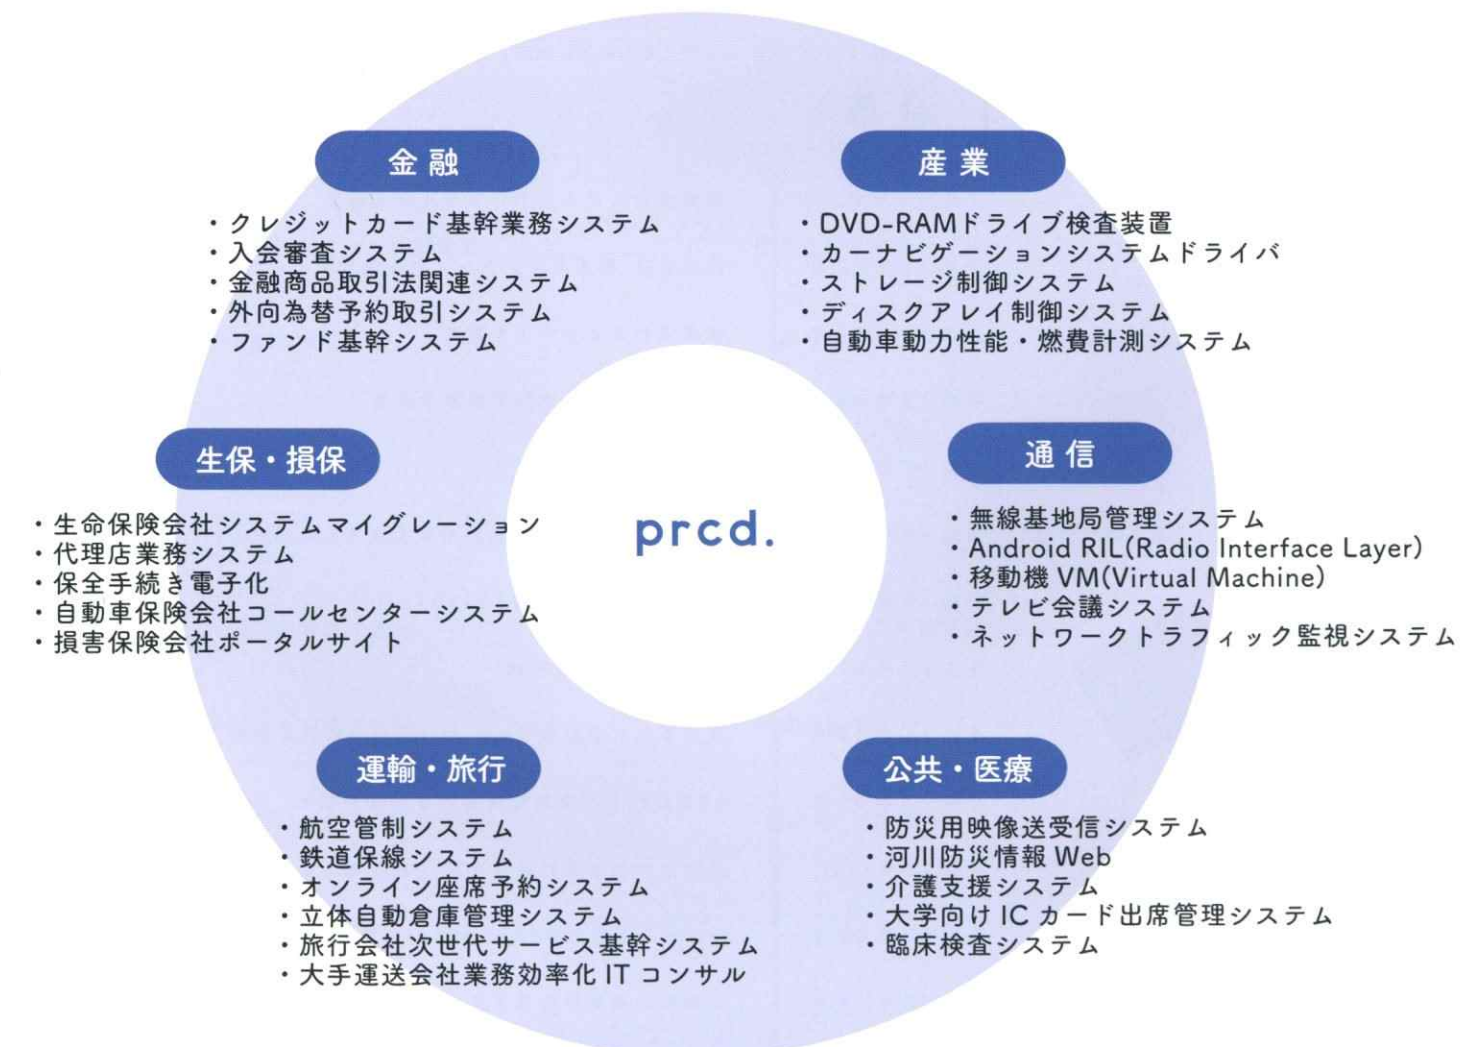 金融
・クレジットカード基幹業務システム
・入会審査システム
・金融商品取引法関連システム
・外向為替予約取引システム
・ファンド基幹システム
産業
・DVD-RAMドライブ検査装置
・カーナビゲーションシステムドライバ
・ストレージ制御システム
・ディスクアレイ制御システム
・自動車動力性能・燃費計測システム
生保・損保
・生命保険会社システムマイグレーション
・代理店業務システム
・保全手続き電子化
・自動車保険会社コールセンターシステム
・損害保険会社ポータルサイト
prcd.
通信
・無線基地局管理システム
・Android RIL(Radio Interface Layer)
・移動機 VM(Virtual Machine)
・テレビ会議システム
・ネットワークトラフィック監視システム
運輸・旅行
・航空管制システム
・鉄道保線システム
・オンライン座席予約システム
・立体自動倉庫管理システム
・旅行会社次世代サービス基幹システム
・大手運送会社業務効率化 IT コンサル
公共・医療
・防災用映像送受信システム
・河川防災情報 Web
・介護支援システム
・大学向け IC カード出席管理システム
・臨床検査システム